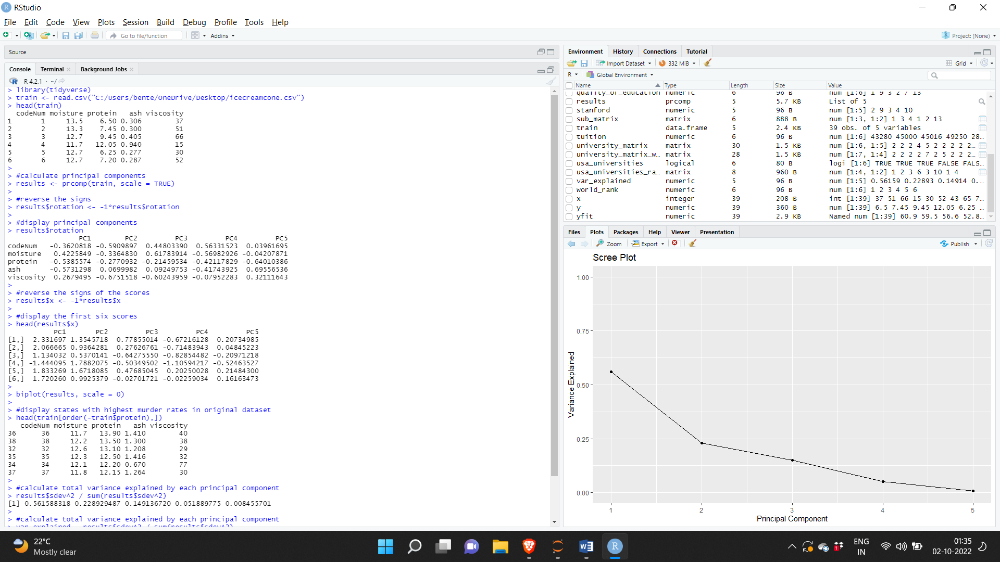 RStudio
File Edit Code View Plots Session Build Debug Profile Tools Help
Go to file/function Addins Project: (None)
Source
Console Terminal Background Jobs
R 4.2.1 · ~/
> library(tidyverse)
> train <- read.csv("C:/Users/bente/OneDrive/Desktop/icecreamcone.csv")
> head(train)
  codeNum moisture protein   ash viscosity
1       1     13.5    6.50 0.306        37
2       2     13.3    7.45 0.300        51
3       3     12.7    9.45 0.405        66
4       4     11.7   12.05 0.940        15
5       5     12.7    6.25 0.277        30
6       6     12.7    7.20 0.287        52
>
> #calculate principal components
> results <- prcomp(train, scale = TRUE)
>
> #reverse the signs
> results$rotation <- -1*results$rotation
>
> #display principal components
> results$rotation
                 PC1        PC2         PC3         PC4         PC5
codeNum   -0.3620818 -0.5909897  0.44803390  0.56331523  0.03961695
moisture   0.4225849 -0.3364830  0.61783914 -0.56982926 -0.04207871
protein   -0.5385574 -0.2770932 -0.21459534 -0.42117829 -0.64010386
ash       -0.5731298  0.0699982  0.09249753 -0.41743925  0.69556536
viscosity  0.2679495 -0.6751518 -0.60243959 -0.07952283  0.32111643
>
> #reverse the signs of the scores
> results$x <- -1*results$x
>
> #display the first six scores
> head(results$x)
           PC1       PC2         PC3         PC4         PC5
[1,]  2.331697 1.3545718  0.77855014 -0.67216128  0.20734985
[2,]  2.066665 0.9364281  0.27626761 -0.71483943  0.04845223
[3,]  1.134032 0.5370141 -0.64275550 -0.82854482 -0.20971218
[4,] -1.444095 1.7882075 -0.50349502 -1.10594217 -0.52463527
[5,]  1.833269 1.6718085  0.47685045  0.20250028  0.21484300
[6,]  1.720260 0.9925379 -0.02701721 -0.02259034  0.16163473
>
> biplot(results, scale = 0)
>
> #display states with highest murder rates in original dataset
> head(train[order(-train$protein),])
   codeNum moisture protein   ash viscosity
36      36     11.7   13.90 1.410        40
38      38     12.2   13.50 1.300        38
32      32     12.6   13.10 1.208        29
35      35     12.3   12.50 1.416        32
34      34     12.1   12.20 0.670        77
37      37     11.8   12.15 1.264        30
>
> #calculate total variance explained by each principal component
> results$sdev^2 / sum(results$sdev^2)
[1] 0.561588318 0.228929487 0.149136720 0.051889775 0.008455701
>
> #calculate total variance explained by each principal component
Environment History Connections Tutorial
Import Dataset 332 MiB Grid
R Global Environment
Name Type Length Size Value
quality_of_education numeric 6 96 B num [1:6] 1 9 3 2 7 13
results prcomp 5 5.7 KB List of 5
stanford numeric 5 96 B num [1:5] 2 9 3 4 10
sub_matrix matrix 6 888 B num [1:3, 1:2] 1 3 4 1 2 13
train data.frame 5 2.4 KB 39 obs. of 5 variables
tuition numeric 6 96 B num [1:6] 43280 45000 45016 49250 28…
university_matrix matrix 30 1.5 KB num [1:6, 1:5] 2 2 2 4 5 2 2 2 2 2…
university_matrix_w… matrix 28 1.5 KB num [1:7, 1:4] 2 2 2 2 7 2 5 2 2 2…
usa_universities logical 6 80 B logi [1:6] TRUE TRUE TRUE FALSE FALS…
usa_universities_ra… matrix 8 960 B num [1:4, 1:2] 1 2 3 6 3 10 1 4
var_explained numeric 5 96 B num [1:5] 0.56159 0.22893 0.14914 0.…
world_rank numeric 6 96 B num [1:6] 1 2 3 4 5 6
x integer 39 208 B int [1:39] 37 51 66 15 30 52 43 65 7…
y numeric 39 360 B num [1:39] 6.5 7.45 9.45 12.05 6.25 …
yfit numeric 39 2.9 KB Named num [1:39] 60.9 59.5 56.6 52.8…
Files Plots Packages Help Viewer Presentation
Zoom Export Publish
Scree Plot
1.00
0.75
0.50
0.25
0.00
Variance Explained
1 2 3 4 5
Principal Component
22°C
Mostly clear
ENG
IN
01:35
02-10-2022